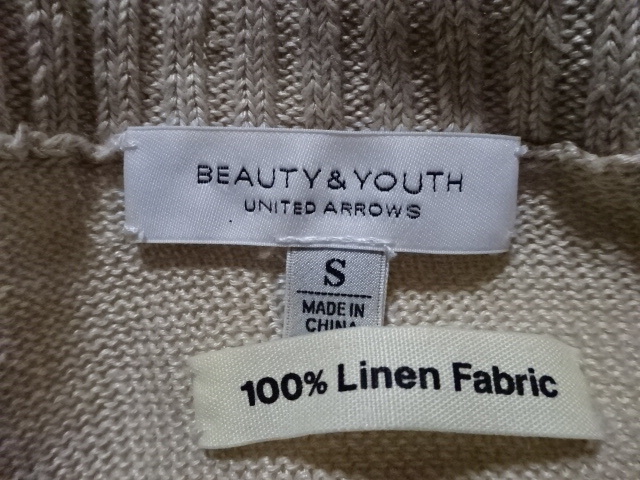 BEAUTY&YOUTH
UNITED ARROWS
S
MADE IN
CHINA
100% Linen Fabric